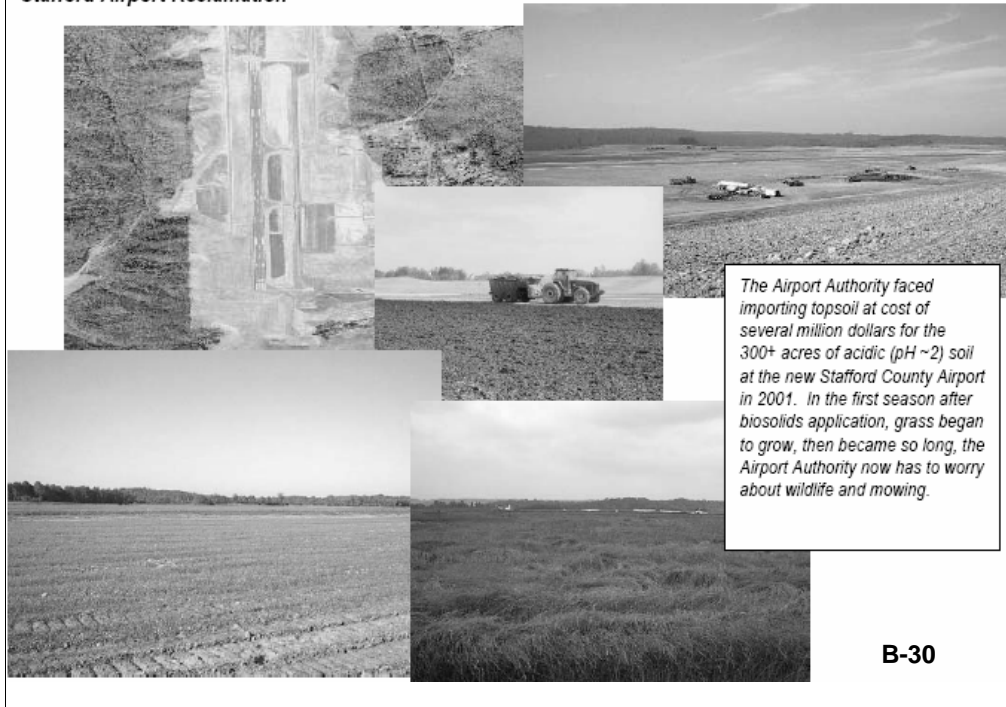 Stafford Airport Reclamation
The Airport Authority faced
importing topsoil at cost of
several million dollars for the
300+ acres of acidic (pH ~2) soil
at the new Stafford County Airport
in 2001. In the first season after
biosolids application, grass began
to grow, then became so long, the
Airport Authority now has to worry
about wildlife and mowing.
B-30